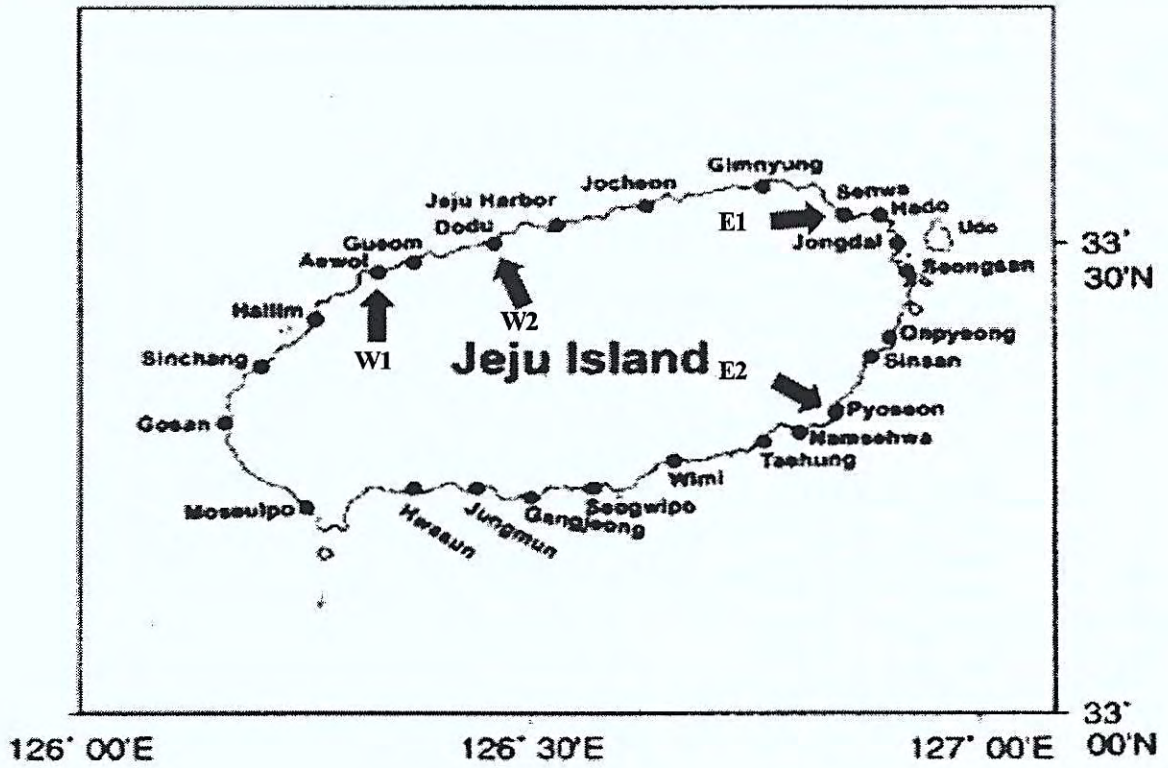 Gimnyung
Jocheon
Jeju Harbor
Dodu
Gueom
Aewol
E1
Hado
Udo
Jongdal
33°
30'N
Seongsan
Hallim
W2
W1
Jeju Island
E2
Onpyeong
Sinsan
Sinchang
Gosan
Pyoseon
Namsehwa
Taehung
Wimi
Moseulpo
Hwasun
Jungmun
Gangjeong
Seogwipo
126° 00'E
126° 30'E
127° 00'E
33°
00'N